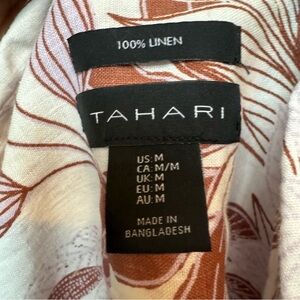 100% LINEN
TAHARI
US: M
CA: M/M
UK: M
EU: M
AU: M
MADE IN
BANGLADESH